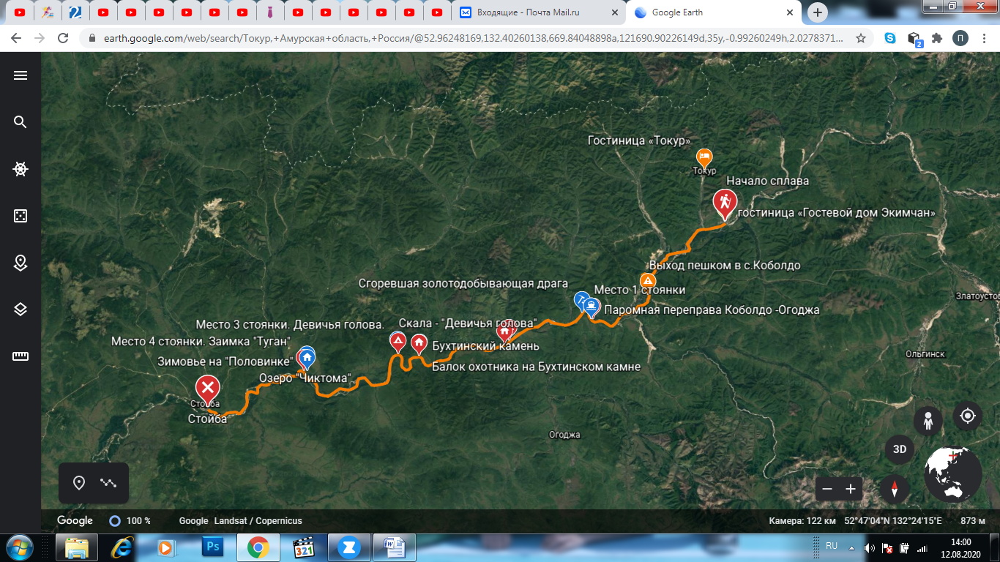 Входящие - Почта Mail.ru
Google Earth
earth.google.com/web/search/Токур,+Амурская+область,+Россия/@52.96248169,132.40260138,669.84048898a,121690.90226149d,35y,-0.99260249h,2.0278371...
2
П
Гостиница «Токур»
Токур
Начало сплава
гостиница «Гостевой дом Экимчан»
Выход пешком в с.Коболдо
Сгоревшая золотодобывающая драга
Место 1 стоянки
Златоустов
Паромная переправа Коболдо -Огоджа
Место 3 стоянки. Девичья голова.
Скала - "Девичья голова"
Место 4 стоянки. Заимка "Туган"
Бухтинский камень
Ольгинск
Зимовье на "Половинке"
Балок охотника на Бухтинском камне
Озеро "Чиктома"
Стойба
Стойба
Огоджа
3D
Google
100 %
Google Landsat / Copernicus
Камера: 122 км 52°47'04"N 132°24'15"E 873 м
Ps
321
RU
14:00
12.08.2020